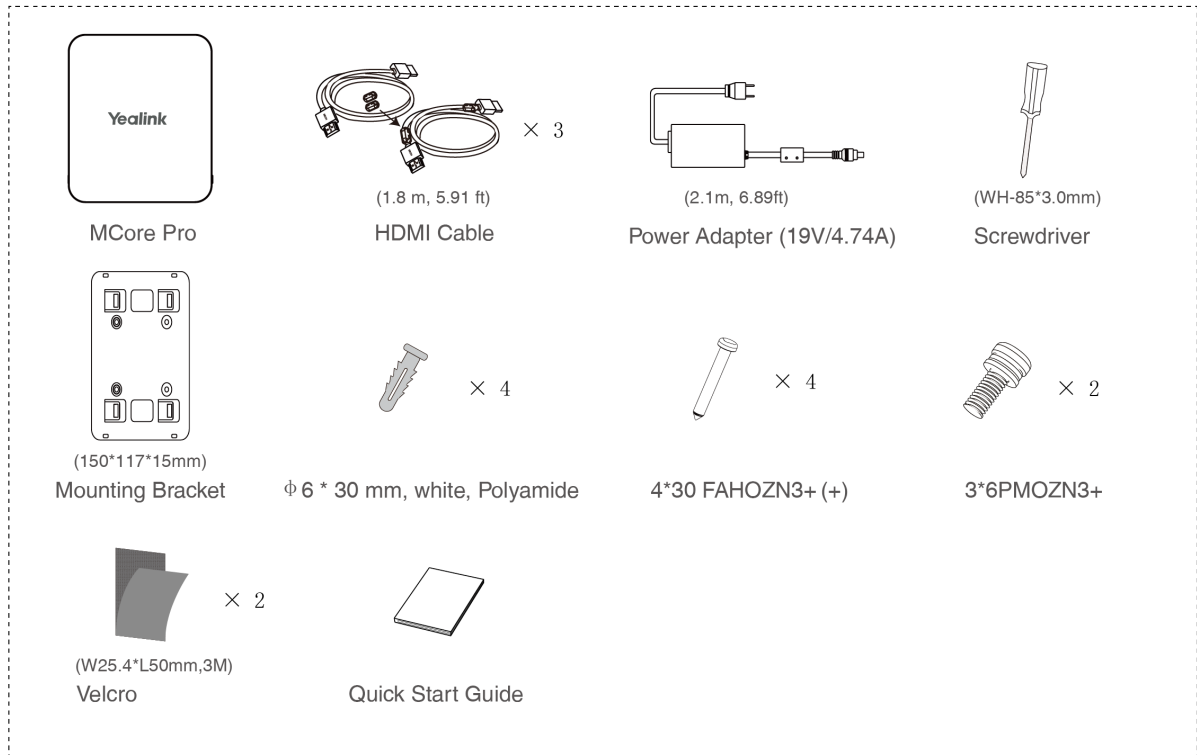 Yealink
× 3
(1.8 m, 5.91 ft)
(2.1m, 6.89ft)
(WH-85*3.0mm)
MCore Pro
HDMI Cable
Power Adapter (19V/4.74A)
Screwdriver
× 4
× 4
× 2
(150*117*15mm)
Mounting Bracket
ф6 * 30 mm, white, Polyamide
4*30 FAHOZN3+ (+)
3*6PMOZN3+
× 2
(W25.4*L50mm,3M)
Velcro
Quick Start Guide